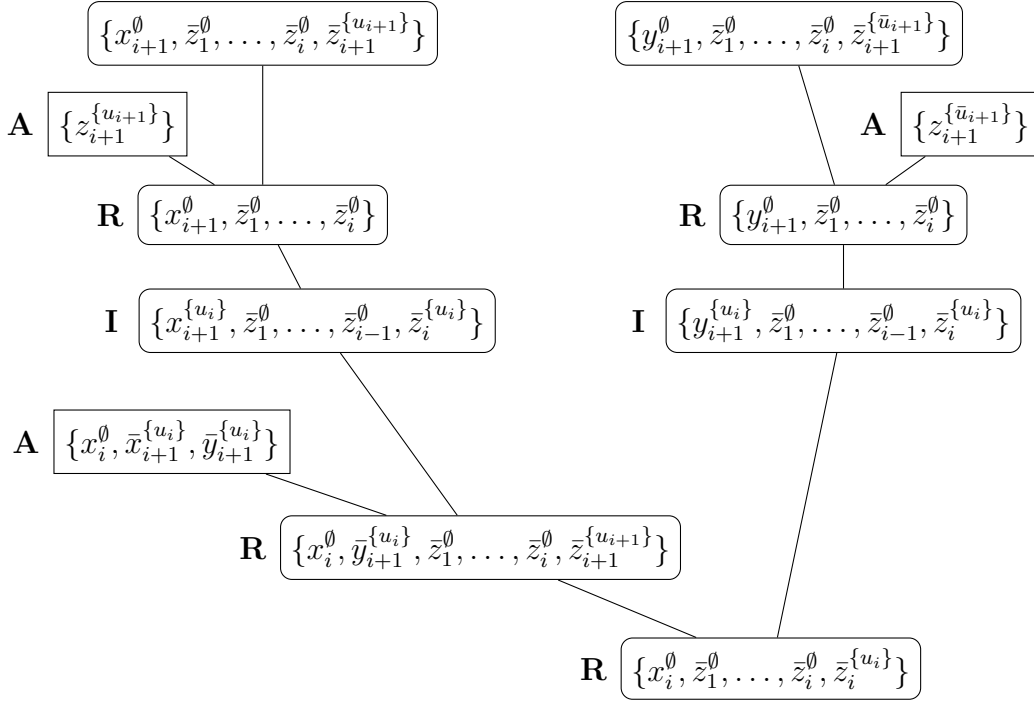 {x_{i+1}^∅, z̄_1^∅, …, z̄_i^∅, z̄_{i+1}^{{u_{i+1}}}} {y_{i+1}^∅, z̄_1^∅, …, z̄_i^∅, z̄_{i+1}^{{ū_{i+1}}}}
A {z_{i+1}^{{u_{i+1}}}} A {z_{i+1}^{{ū_{i+1}}}}
R {x_{i+1}^∅, z̄_1^∅, …, z̄_i^∅} R {y_{i+1}^∅, z̄_1^∅, …, z̄_i^∅}
I {x_{i+1}^{{u_i}}, z̄_1^∅, …, z̄_{i-1}^∅, z̄_i^{{u_i}}} I {y_{i+1}^{{u_i}}, z̄_1^∅, …, z̄_{i-1}^∅, z̄_i^{{u_i}}}
A {x_i^∅, x̄_{i+1}^{{u_i}}, ȳ_{i+1}^{{u_i}}}
R {x_i^∅, ȳ_{i+1}^{{u_i}}, z̄_1^∅, …, z̄_i^∅, z̄_{i+1}^{{u_{i+1}}}}
R {x_i^∅, z̄_1^∅, …, z̄_i^∅, z̄_i^{{u_i}}}